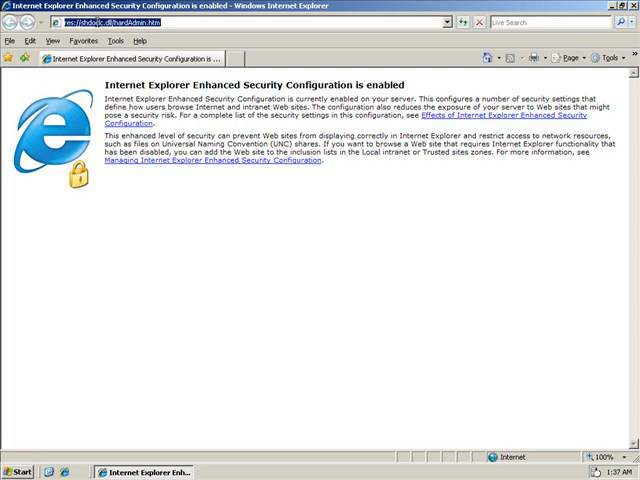 Internet Explorer Enhanced Security Configuration is enabled - Windows Internet Explorer
res://shdoclc.dll/hardAdmin.htm
Live Search
File Edit View Favorites Tools Help
Internet Explorer Enhanced Security Configuration is ...
Page
Tools
Internet Explorer Enhanced Security Configuration is enabled
Internet Explorer Enhanced Security Configuration is currently enabled on your server. This configures a number of security settings that
define how users browse Internet and intranet Web sites. The configuration also reduces the exposure of your server to Web sites that might
pose a security risk. For a complete list of the security settings in this configuration, see Effects of Internet Explorer Enhanced Security
Configuration.
This enhanced level of security can prevent Web sites from displaying correctly in Internet Explorer and restrict access to network resources,
such as files on Universal Naming Convention (UNC) shares. If you want to browse a Web site that requires Internet Explorer functionality that
has been disabled, you can add the Web site to the inclusion lists in the Local intranet or Trusted sites zones. For more information, see
Managing Internet Explorer Enhanced Security Configuration.
Internet
100%
Start
Internet Explorer Enh...
1:37 AM